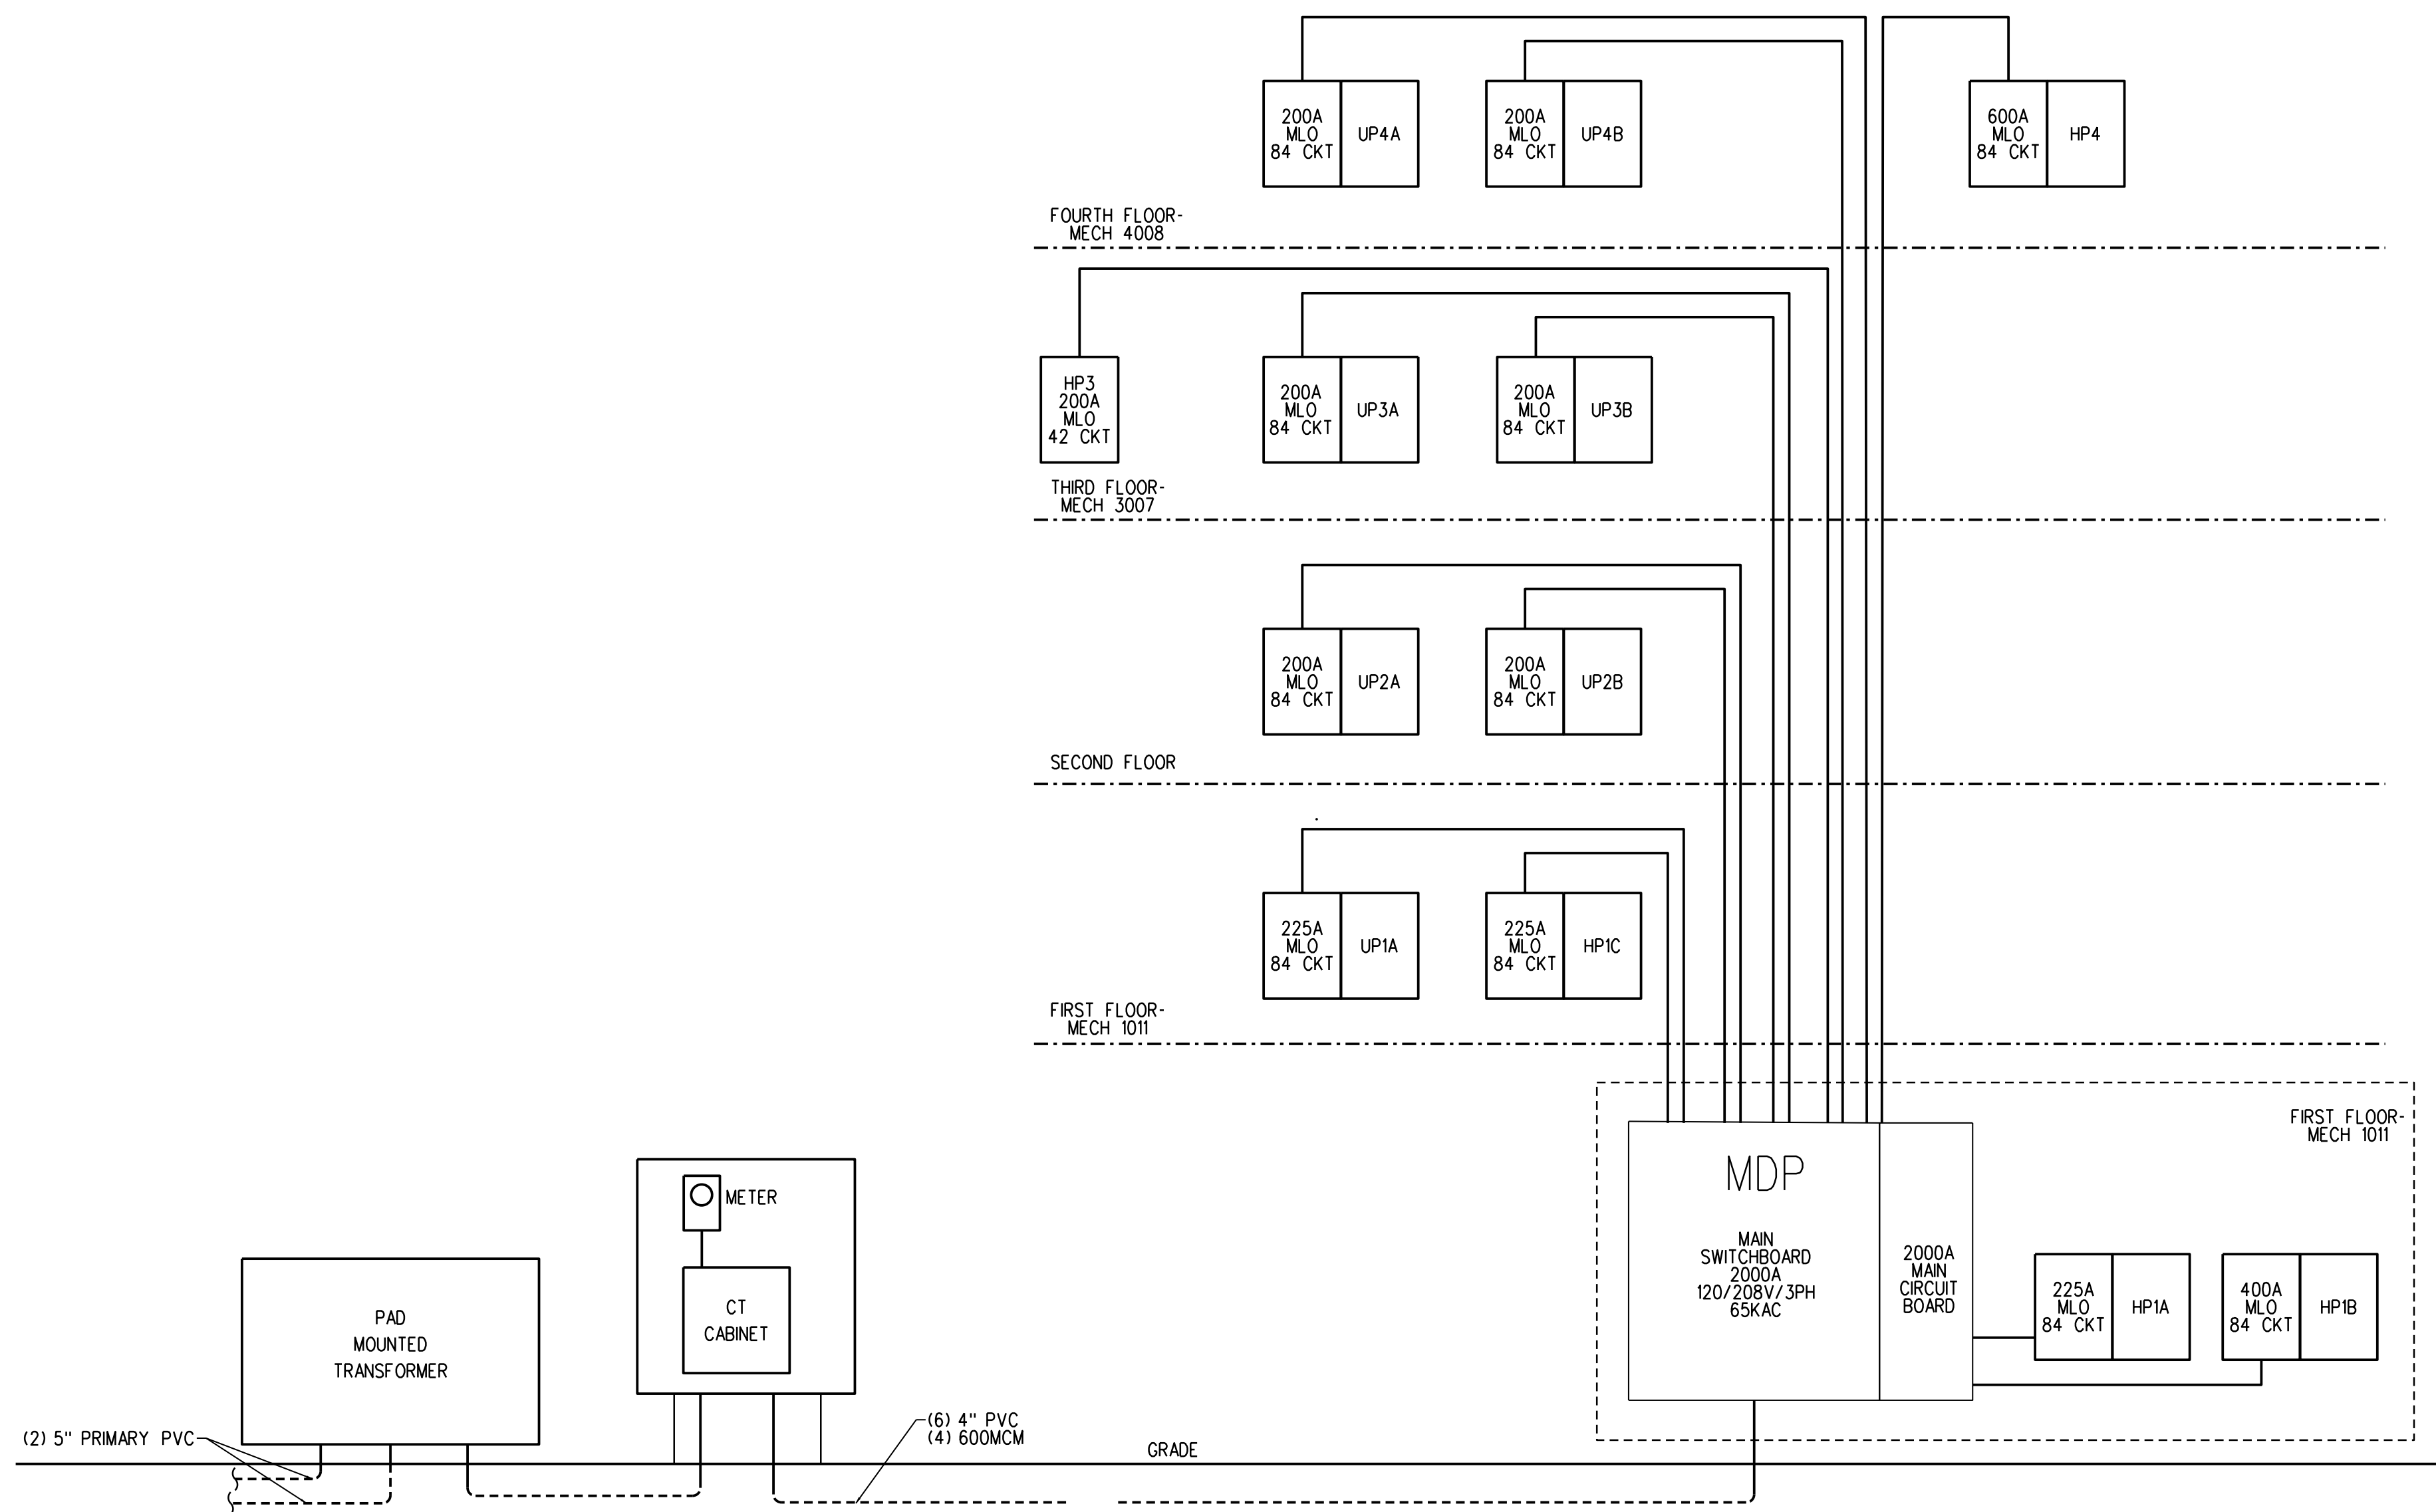 200A
MLO
84 CKT
UP4A
200A
MLO
84 CKT
UP4B
600A
MLO
84 CKT
HP4
FOURTH FLOOR-
MECH 4008
HP3
200A
MLO
42 CKT
200A
MLO
84 CKT
UP3A
200A
MLO
84 CKT
UP3B
THIRD FLOOR-
MECH 3007
200A
MLO
84 CKT
UP2A
200A
MLO
84 CKT
UP2B
SECOND FLOOR
225A
MLO
84 CKT
UP1A
225A
MLO
84 CKT
HP1C
FIRST FLOOR-
MECH 1011
FIRST FLOOR-
MECH 1011
MDP
MAIN
SWITCHBOARD
2000A
120/208V/3PH
65KAC
2000A
MAIN
CIRCUIT
BOARD
225A
MLO
84 CKT
HP1A
400A
MLO
84 CKT
HP1B
METER
CT
CABINET
PAD
MOUNTED
TRANSFORMER
(2) 5" PRIMARY PVC
(6) 4" PVC
(4) 600MCM
GRADE